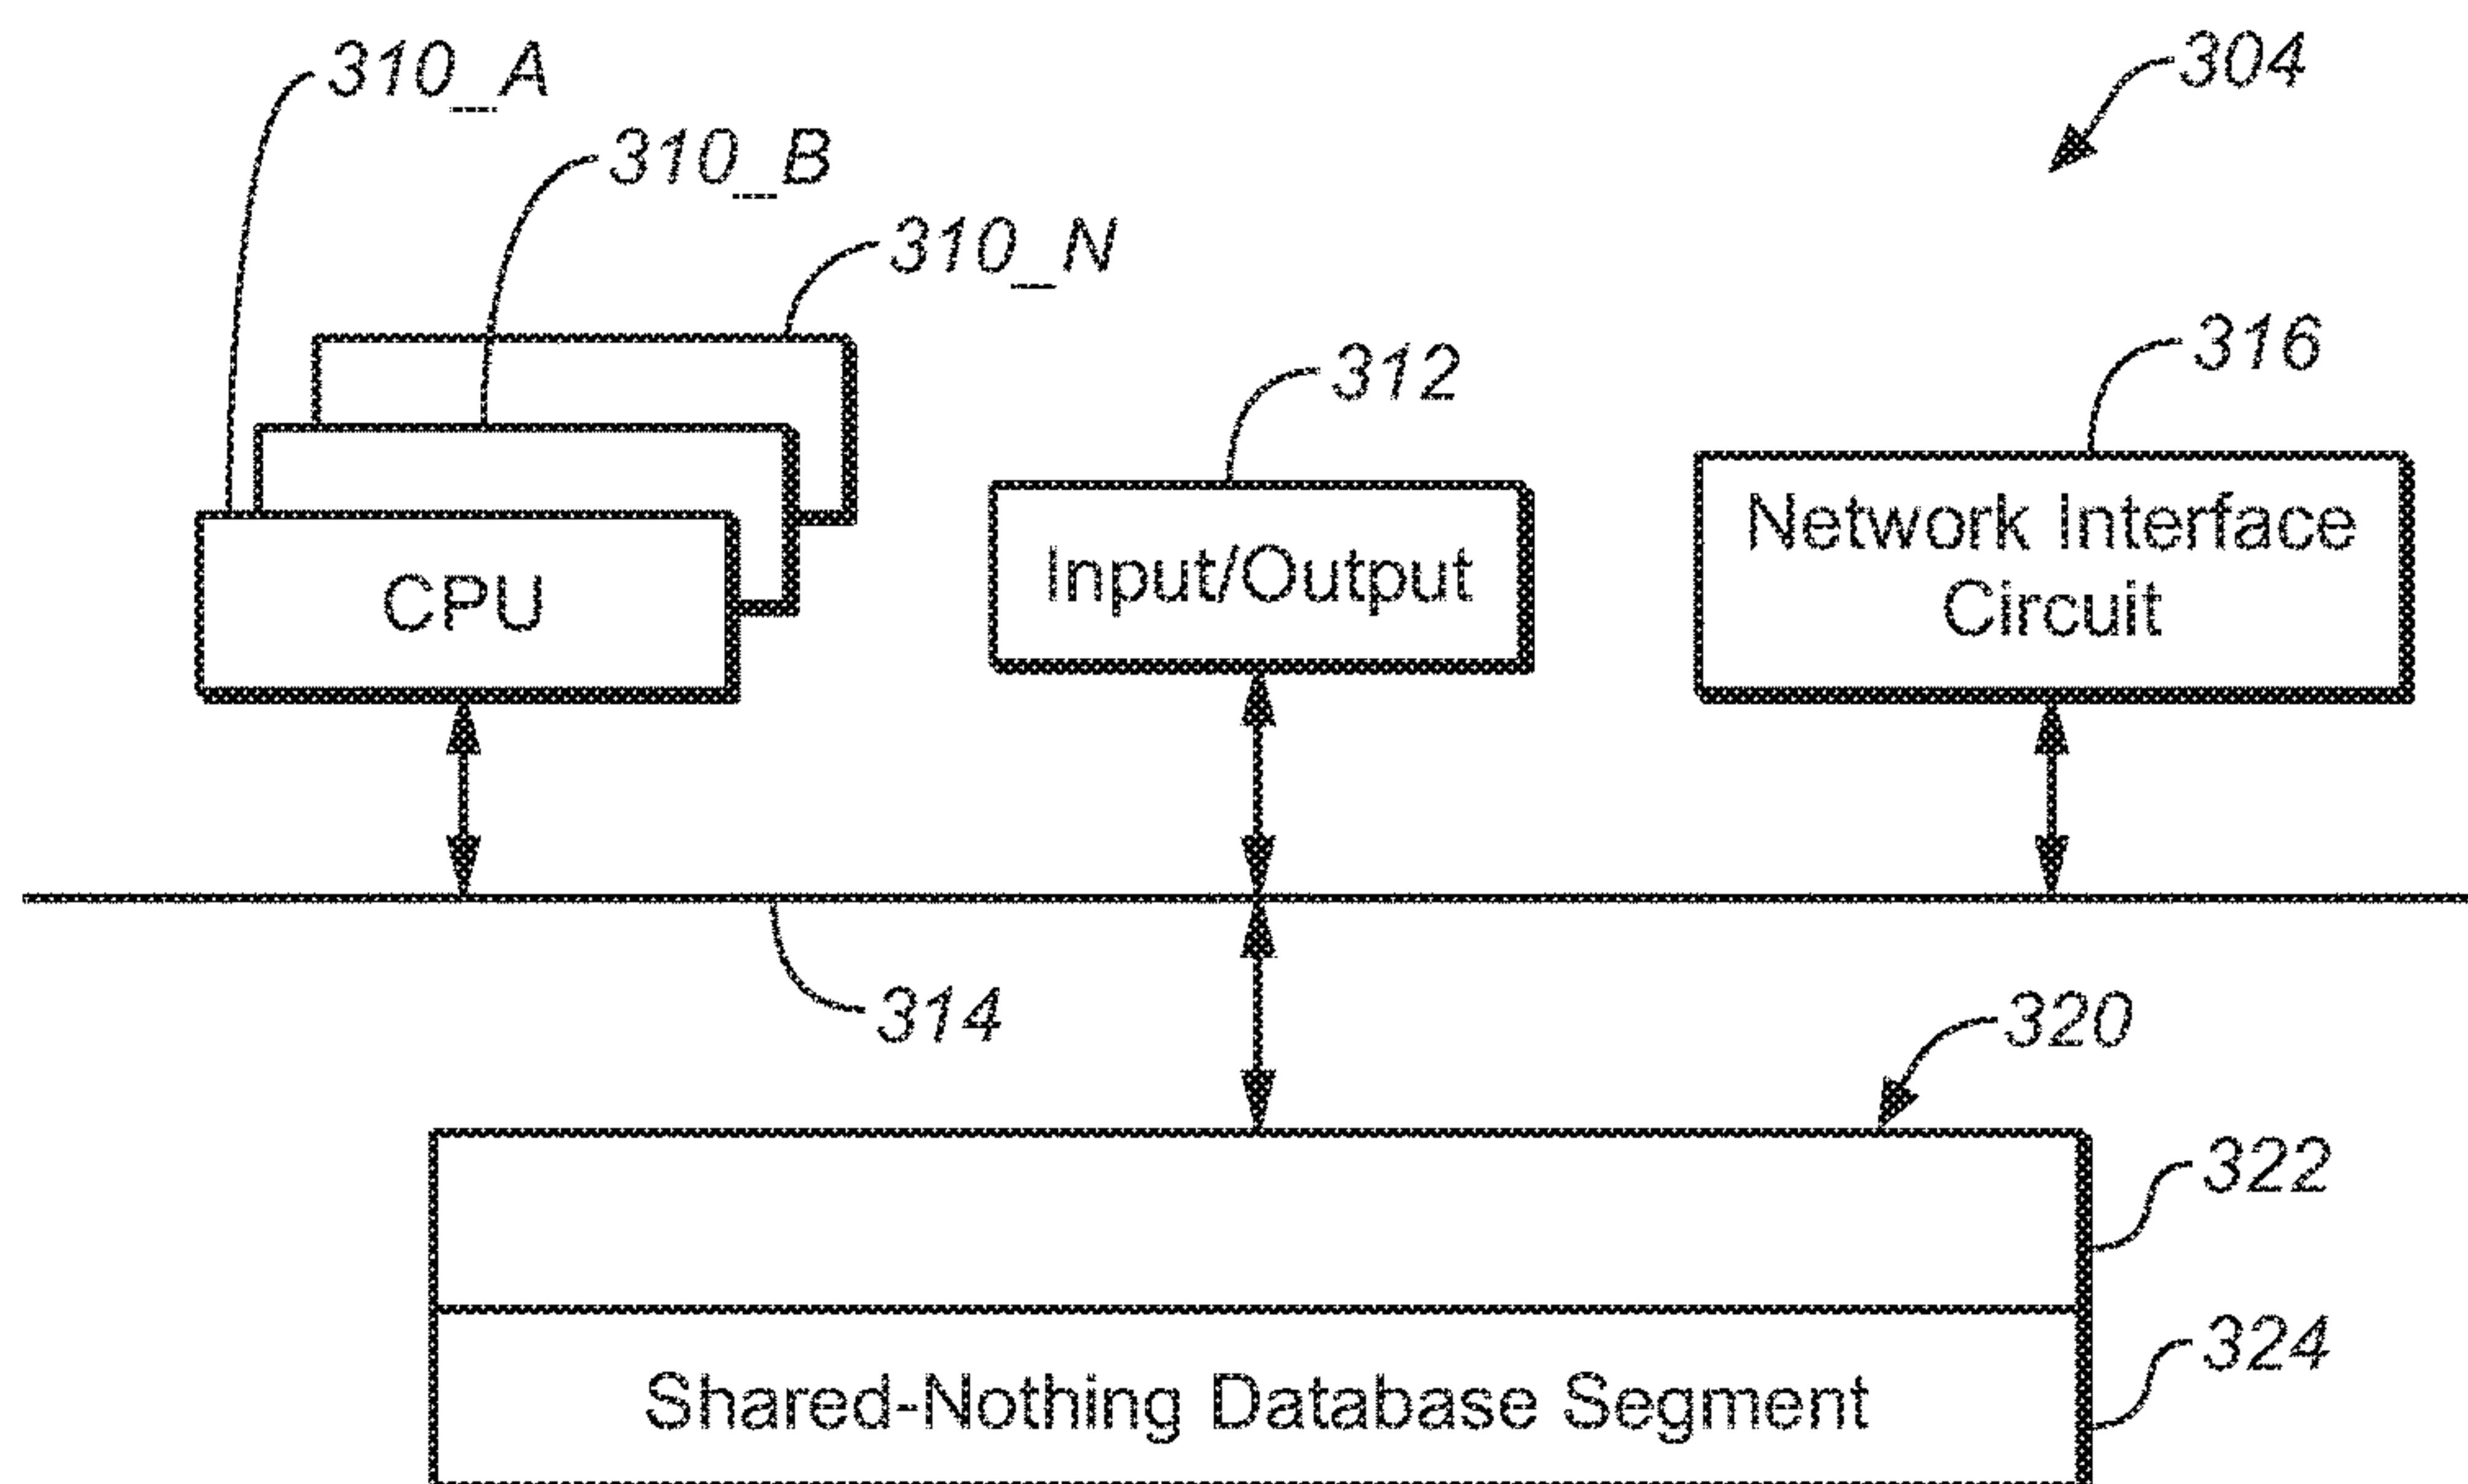 310_A
304
310_B
310_N
316
312
Network Interface
Circuit
Input/Output
CPU
314
320
322
324
Shared-Nothing Database Segment